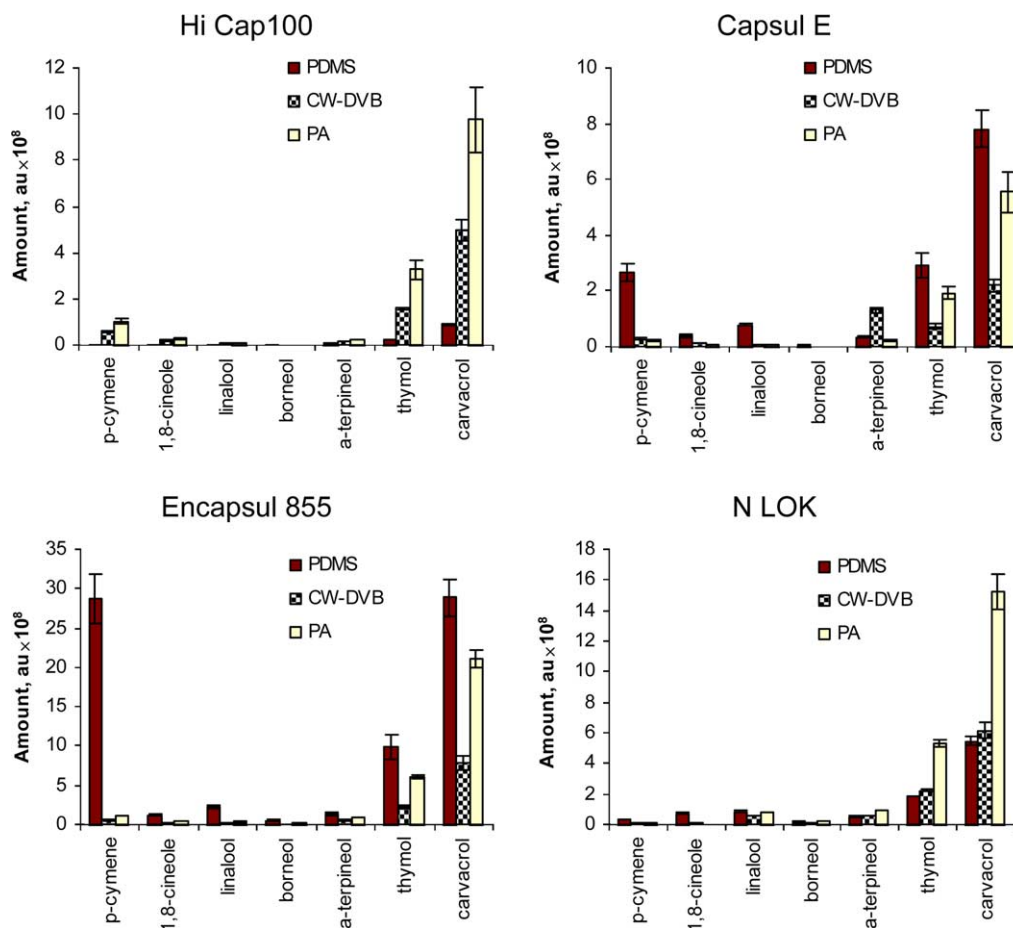 Hi Cap100
Amount, au×10⁸
12
10
8
6
4
2
0
PDMS
CW-DVB
PA
p-cymene
1,8-cineole
linalool
borneol
a-terpineol
thymol
carvacrol
Capsul E
Amount, au×10⁸
10
8
6
4
2
0
PDMS
CW-DVB
PA
p-cymene
1,8-cineole
linalool
borneol
a-terpineol
thymol
carvacrol
Encapsul 855
Amount, au×10⁸
35
30
25
20
15
10
5
0
PDMS
CW-DVB
PA
p-cymene
1,8-cineole
linalool
borneol
a-terpineol
thymol
carvacrol
N LOK
Amount, au×10⁸
18
16
14
12
10
8
6
4
2
0
PDMS
CW-DVB
PA
p-cymene
1,8-cineole
linalool
borneol
a-terpineol
thymol
carvacrol